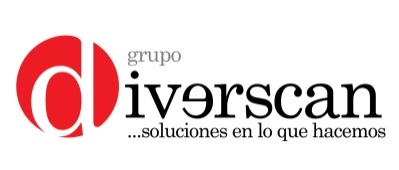 grupo
diverscan
...soluciones en lo que hacemos